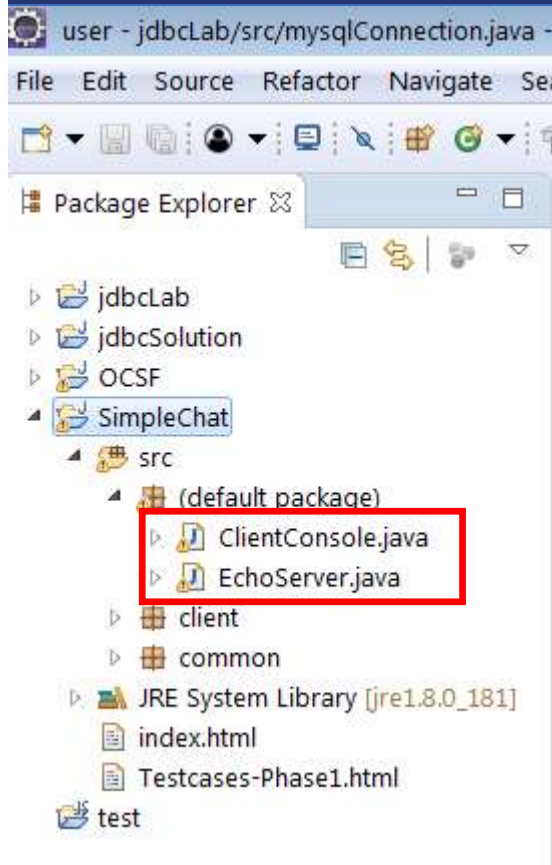 user - jdbcLab/src/mysqlConnection.java -
File Edit Source Refactor Navigate Sea
Package Explorer
jdbcLab
jdbcSolution
OCSF
SimpleChat
src
(default package)
ClientConsole.java
EchoServer.java
client
common
JRE System Library [jre1.8.0_181]
index.html
Testcases-Phase1.html
test